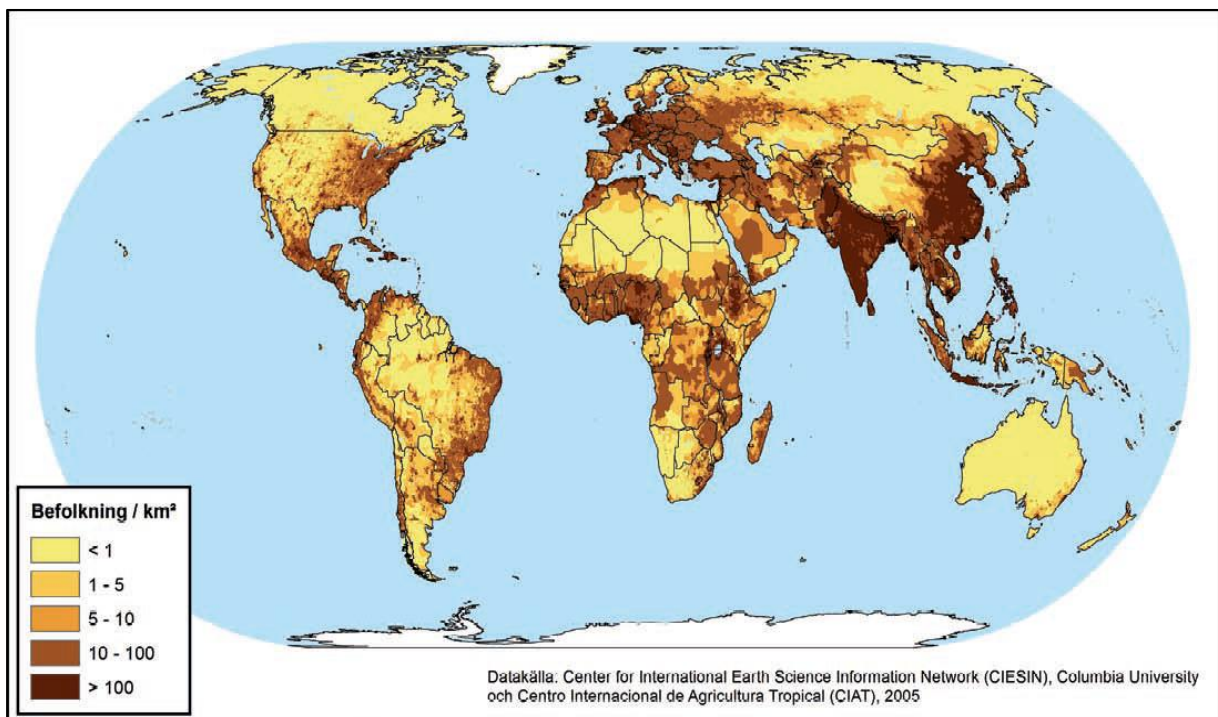 Befolkning / km²
< 1
1 - 5
5 - 10
10 - 100
> 100
Datakälla: Center for International Earth Science Information Network (CIESIN), Columbia University
och Centro Internacional de Agricultura Tropical (CIAT), 2005